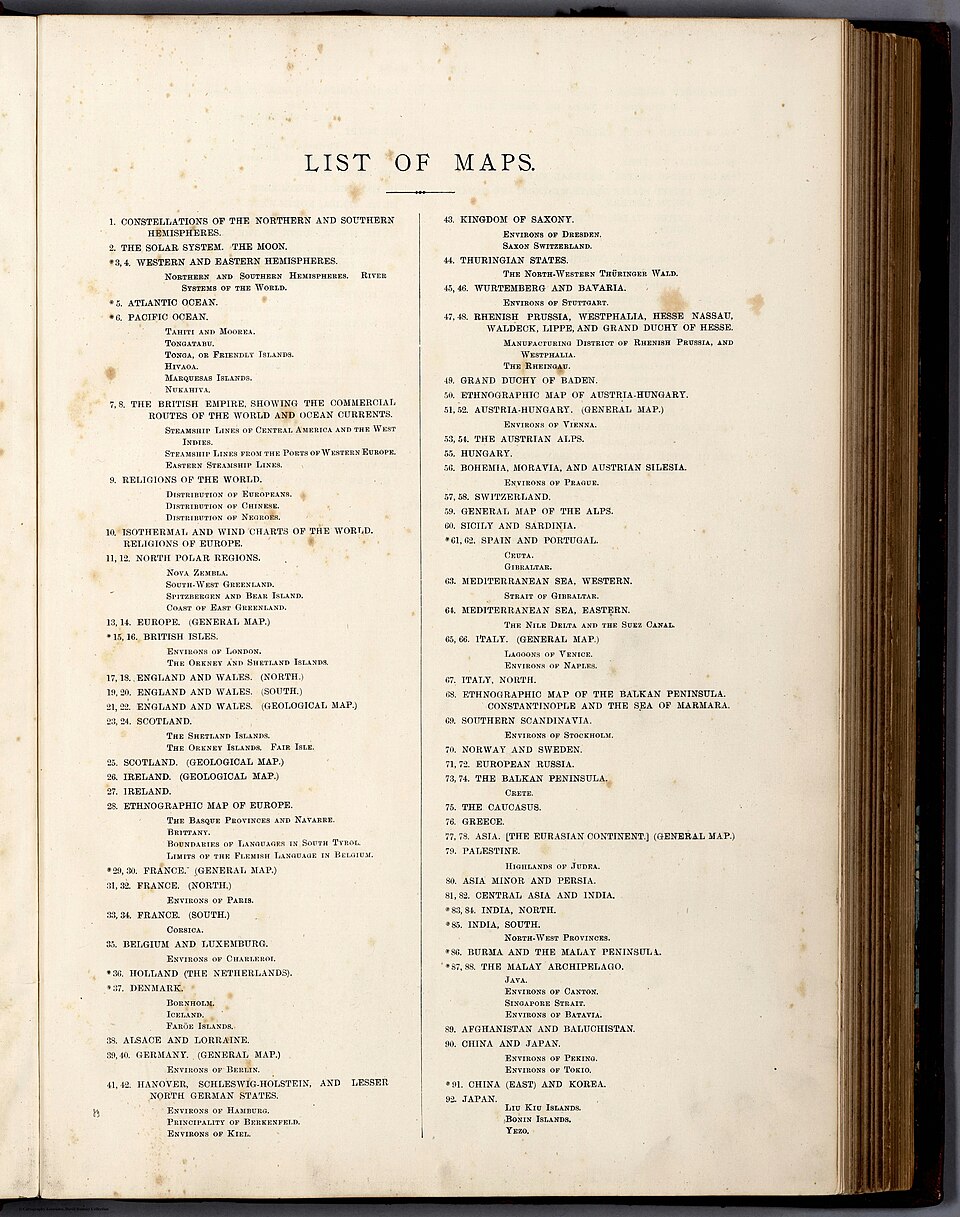 LIST OF MAPS.
1. CONSTELLATIONS OF THE NORTHERN AND SOUTHERN
HEMISPHERES.
2. THE SOLAR SYSTEM. THE MOON.
*3, 4. WESTERN AND EASTERN HEMISPHERES.
NORTHERN AND SOUTHERN HEMISPHERES. RIVER
SYSTEMS OF THE WORLD.
*5. ATLANTIC OCEAN.
*6. PACIFIC OCEAN.
TAHITI AND MOOREA.
TONGATABU.
TONGA, OR FRIENDLY ISLANDS.
HIVAOA.
MARQUESAS ISLANDS.
NUKAHIVA.
7, 8. THE BRITISH EMPIRE, SHOWING THE COMMERCIAL
ROUTES OF THE WORLD AND OCEAN CURRENTS.
STEAMSHIP LINES OF CENTRAL AMERICA AND THE WEST
INDIES.
STEAMSHIP LINES FROM THE PORTS OF WESTERN EUROPE.
EASTERN STEAMSHIP LINES.
9. RELIGIONS OF THE WORLD.
DISTRIBUTION OF EUROPEANS.
DISTRIBUTION OF CHINESE.
DISTRIBUTION OF NEGROES.
10. ISOTHERMAL AND WIND CHARTS OF THE WORLD.
RELIGIONS OF EUROPE.
11, 12. NORTH POLAR REGIONS.
NOVA ZEMBLA.
SOUTH-WEST GREENLAND.
SPITZBERGEN AND BEAR ISLAND.
COAST OF EAST GREENLAND.
13, 14. EUROPE. (GENERAL MAP.)
*15, 16. BRITISH ISLES.
ENVIRONS OF LONDON.
THE ORKNEY AND SHETLAND ISLANDS.
17, 18. ENGLAND AND WALES. (NORTH.)
19, 20. ENGLAND AND WALES. (SOUTH.)
21, 22. ENGLAND AND WALES. (GEOLOGICAL MAP.)
23, 24. SCOTLAND.
THE SHETLAND ISLANDS.
THE ORKNEY ISLANDS. FAIR ISLE.
25. SCOTLAND. (GEOLOGICAL MAP.)
26. IRELAND. (GEOLOGICAL MAP.)
27. IRELAND.
28. ETHNOGRAPHIC MAP OF EUROPE.
THE BASQUE PROVINCES AND NAVARRE.
BRITTANY.
BOUNDARIES OF LANGUAGES IN SOUTH TYROL.
LIMITS OF THE FLEMISH LANGUAGE IN BELGIUM.
*29, 30. FRANCE. (GENERAL MAP.)
31, 32. FRANCE. (NORTH.)
ENVIRONS OF PARIS.
33, 34. FRANCE. (SOUTH.)
CORSICA.
35. BELGIUM AND LUXEMBURG.
ENVIRONS OF CHARLEROI.
*36. HOLLAND (THE NETHERLANDS).
*37. DENMARK.
BORNHOLM.
ICELAND.
FARÖE ISLANDS.
38. ALSACE AND LORRAINE.
39, 40. GERMANY. (GENERAL MAP.)
ENVIRONS OF BERLIN.
41, 42. HANOVER, SCHLESWIG-HOLSTEIN, AND LESSER
NORTH GERMAN STATES.
ENVIRONS OF HAMBURG.
PRINCIPALITY OF BERKENFELD.
ENVIRONS OF KIEL.
43. KINGDOM OF SAXONY.
ENVIRONS OF DRESDEN.
SAXON SWITZERLAND.
44. THURINGIAN STATES.
THE NORTH-WESTERN THÜRINGER WALD.
45, 46. WURTEMBERG AND BAVARIA.
ENVIRONS OF STUTTGART.
47, 48. RHENISH PRUSSIA, WESTPHALIA, HESSE NASSAU,
WALDECK, LIPPE, AND GRAND DUCHY OF HESSE.
MANUFACTURING DISTRICT OF RHENISH PRUSSIA, AND
WESTPHALIA.
THE RHEINGAU.
49. GRAND DUCHY OF BADEN.
50. ETHNOGRAPHIC MAP OF AUSTRIA-HUNGARY.
51, 52. AUSTRIA-HUNGARY. (GENERAL MAP.)
ENVIRONS OF VIENNA.
53, 54. THE AUSTRIAN ALPS.
55. HUNGARY.
56. BOHEMIA, MORAVIA, AND AUSTRIAN SILESIA.
ENVIRONS OF PRAGUE.
57, 58. SWITZERLAND.
59. GENERAL MAP OF THE ALPS.
60. SICILY AND SARDINIA.
*61, 62. SPAIN AND PORTUGAL.
CEUTA.
GIBRALTAR.
63. MEDITERRANEAN SEA, WESTERN.
STRAIT OF GIBRALTAR.
64. MEDITERRANEAN SEA, EASTERN.
THE NILE DELTA AND THE SUEZ CANAL.
65, 66. ITALY. (GENERAL MAP.)
LAGOONS OF VENICE.
ENVIRONS OF NAPLES.
67. ITALY, NORTH.
68. ETHNOGRAPHIC MAP OF THE BALKAN PENINSULA.
CONSTANTINOPLE AND THE SEA OF MARMARA.
69. SOUTHERN SCANDINAVIA.
ENVIRONS OF STOCKHOLM.
70. NORWAY AND SWEDEN.
71, 72. EUROPEAN RUSSIA.
73, 74. THE BALKAN PENINSULA.
CRETE.
75. THE CAUCASUS.
76. GREECE.
77, 78. ASIA. [THE EURASIAN CONTINENT.] (GENERAL MAP.)
79. PALESTINE.
HIGHLANDS OF JUDEA.
80. ASIA MINOR AND PERSIA.
81, 82. CENTRAL ASIA AND INDIA.
*83, 84. INDIA, NORTH.
*85. INDIA, SOUTH.
NORTH-WEST PROVINCES.
*86. BURMA AND THE MALAY PENINSULA.
*87, 88. THE MALAY ARCHIPELAGO.
JAVA.
ENVIRONS OF CANTON.
SINGAPORE STRAIT.
ENVIRONS OF BATAVIA.
89. AFGHANISTAN AND BALUCHISTAN.
90. CHINA AND JAPAN.
ENVIRONS OF PEKING.
ENVIRONS OF TOKIO.
*91. CHINA (EAST) AND KOREA.
92. JAPAN.
LIU KIU ISLANDS.
BONIN ISLANDS.
YEZO.